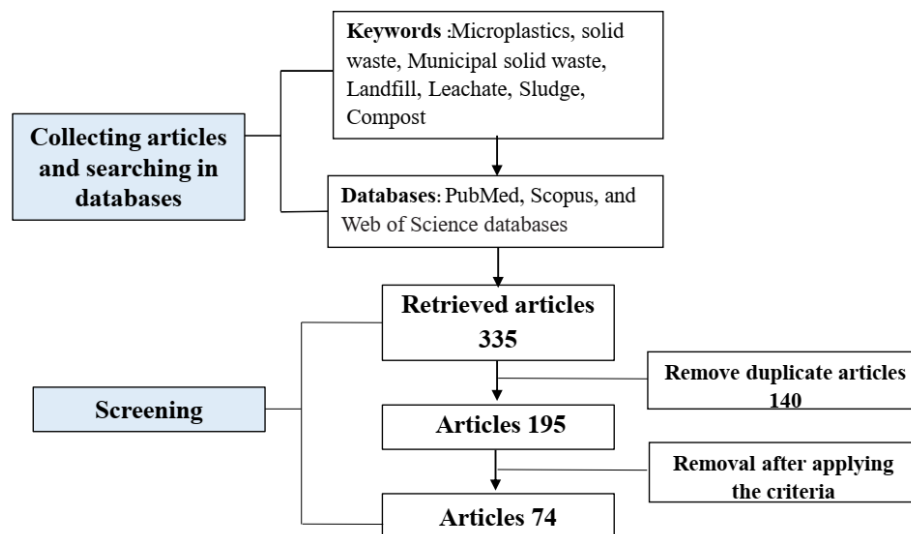 Keywords :Microplastics, solid
waste, Municipal solid waste,
Landfill, Leachate, Sludge,
Compost
Collecting articles
and searching in
databases
Databases: PubMed, Scopus, and
Web of Science databases
Retrieved articles
335
Remove duplicate articles
140
Screening
Articles 195
Removal after applying
the criteria
Articles 74